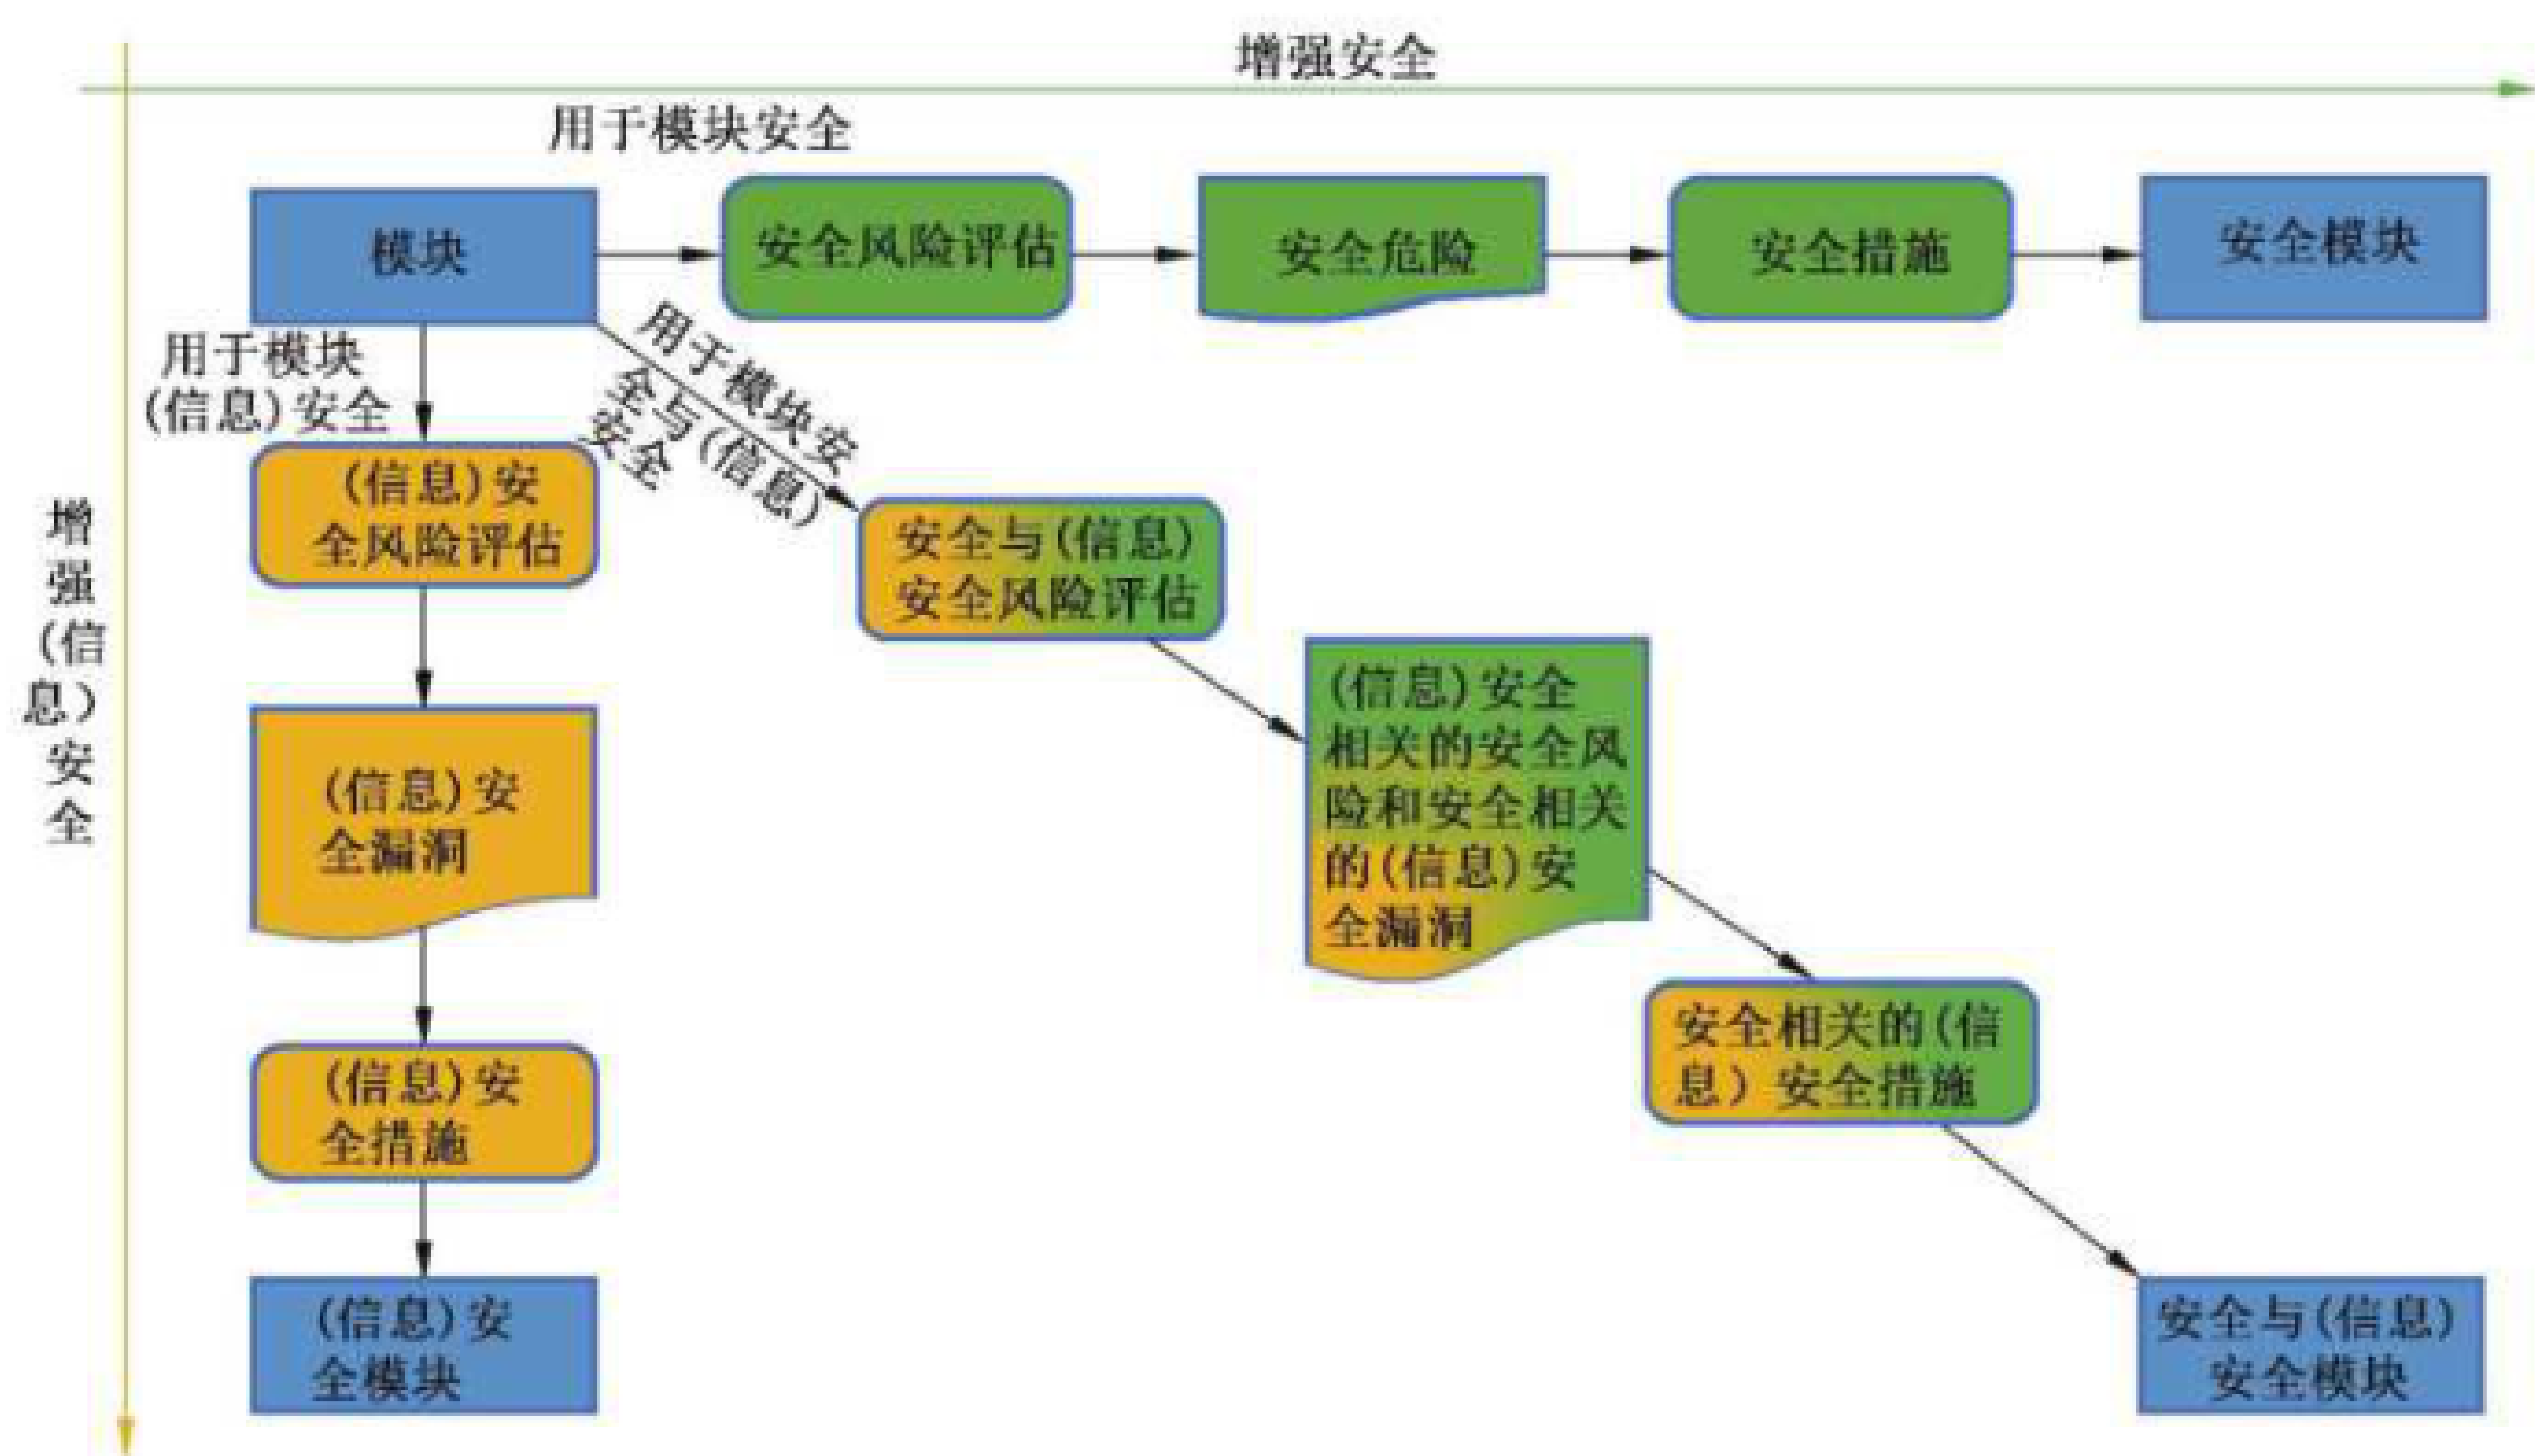 增强安全
用于模块安全
模块
安全风险评估
安全危险
安全措施
安全模块
用于模块
(信息)安全
用于模块安
全与(信息)
安全
增
强
(信
息)
安
全
(信息)安
全风险评估
安全与(信息)
安全风险评估
(信息)安全
相关的安全风
险和安全相关
的(信息)安
全漏洞
(信息)安
全漏洞
安全相关的(信
息)安全措施
(信息)安
全措施
(信息)安
全模块
安全与(信息)
安全模块